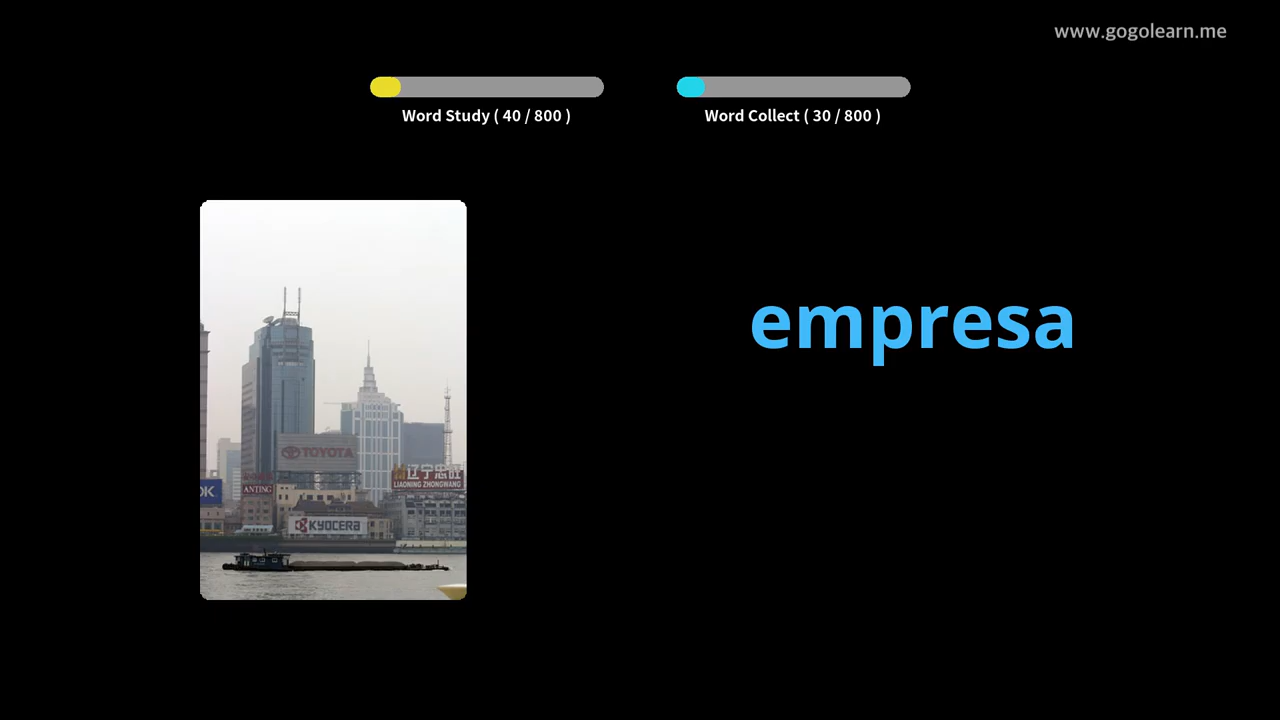 www.gogolearn.me
Word Study ( 40 / 800 )
Word Collect ( 30 / 800 )
empresa
TOYOTA
辽宁忠旺
LIAONING ZHONGWANG
OK
ANTING
KYOCERA